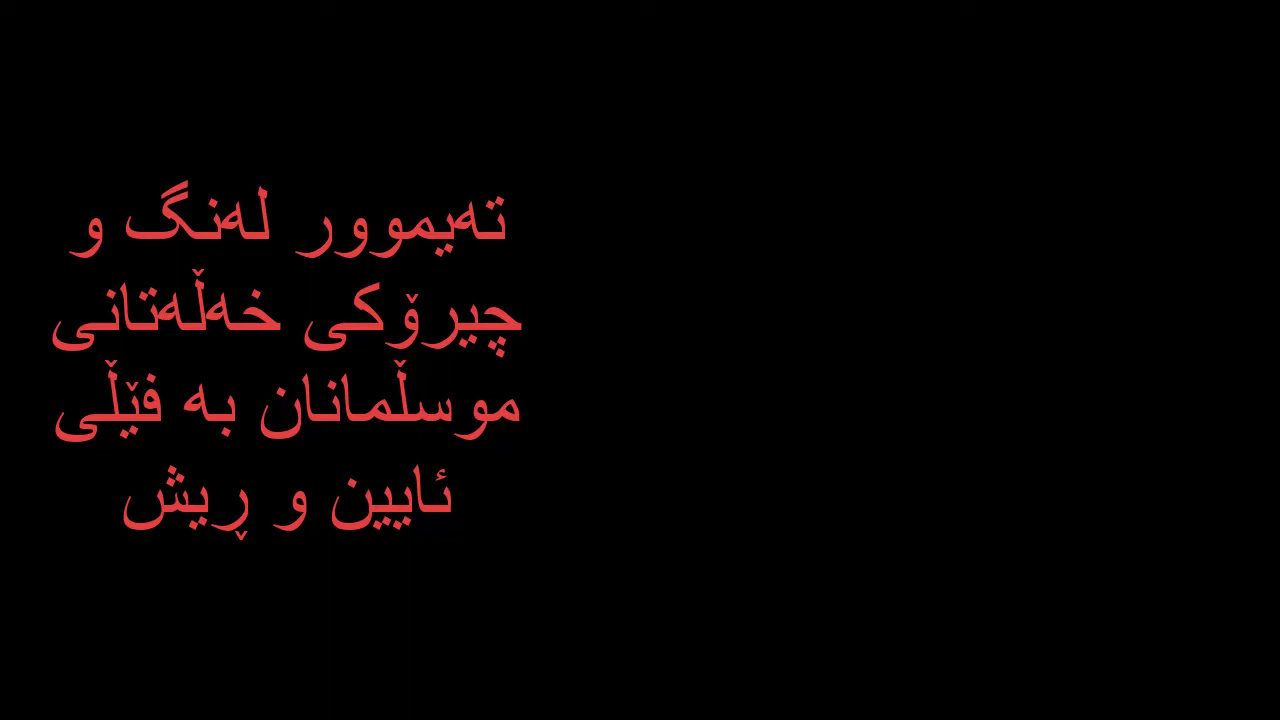 تەیموور لەنگ و
چیرۆکی خەڵەتانی
موسڵمانان بە فێڵی
ئایین و ڕیش